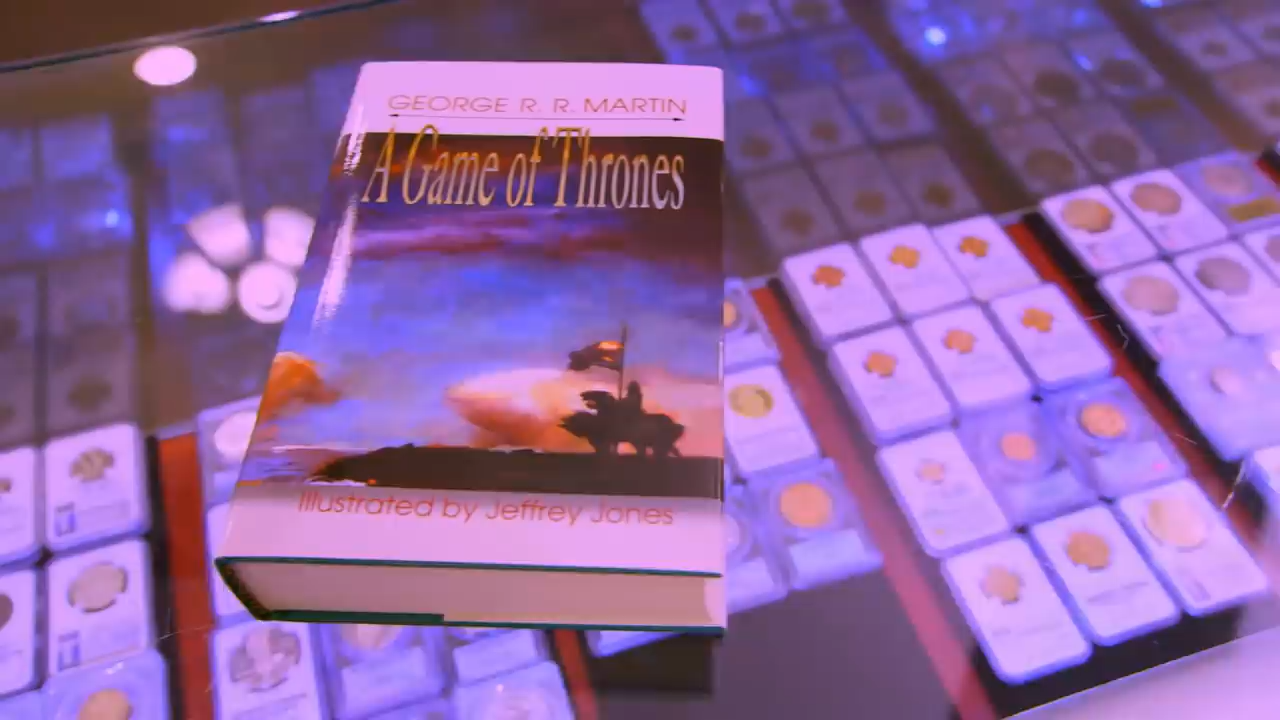 GEORGE R. R. MARTIN
A Game of Thrones
Illustrated by Jeffrey Jones